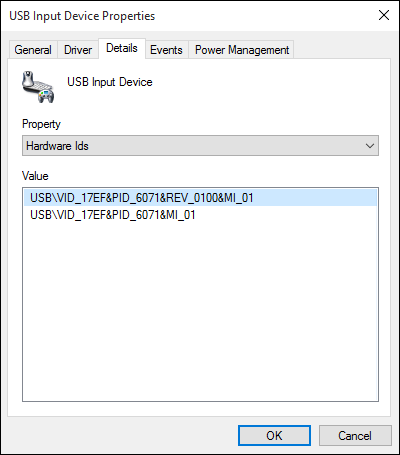 USB Input Device Properties
General Driver Details Events Power Management
USB Input Device
Property
Hardware Ids
Value
USB\VID_17EF&PID_6071&REV_0100&MI_01
USB\VID_17EF&PID_6071&MI_01
OK Cancel